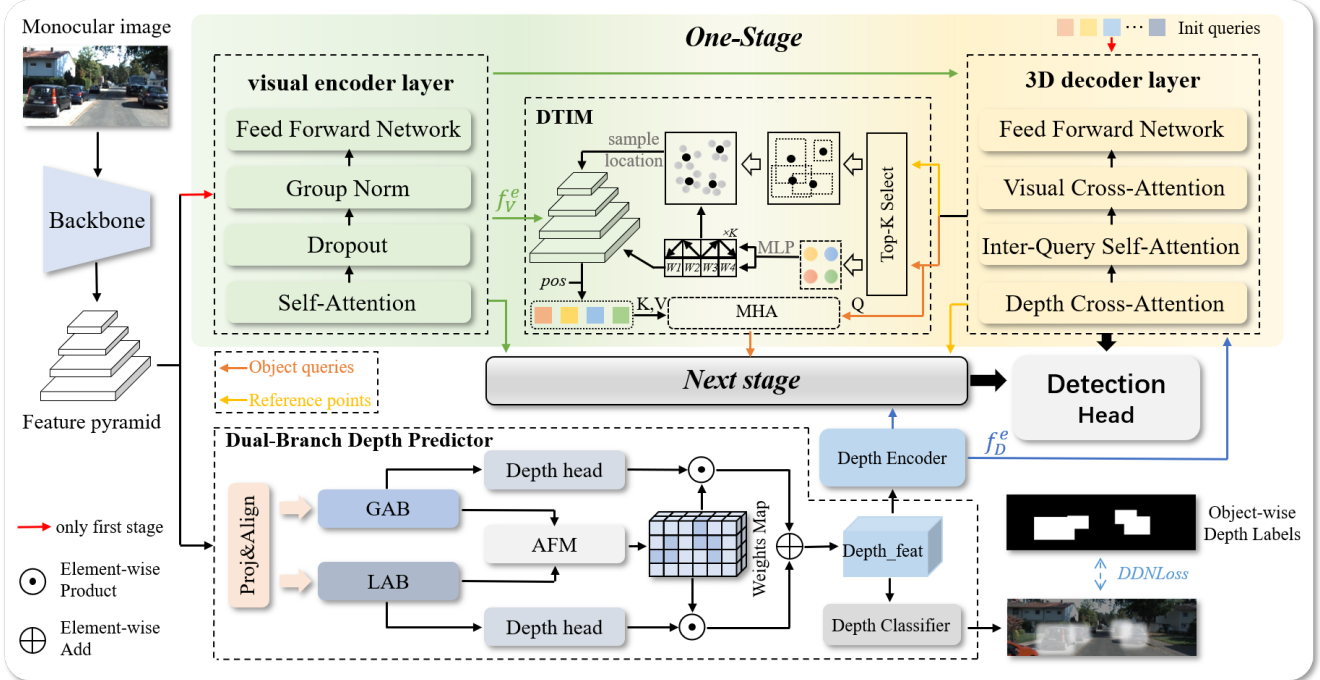 Monocular image
One-Stage
Init queries
visual encoder layer
Feed Forward Network
Group Norm
Dropout
Self-Attention
DTIM
sample
location
Top-K Select
×K
MLP
W1 W2 W3 W4
pos
K,V
MHA
Q
f_V^e
3D decoder layer
Feed Forward Network
Visual Cross-Attention
Inter-Query Self-Attention
Depth Cross-Attention
Backbone
Feature pyramid
Object queries
Reference points
Next stage
Detection
Head
Dual-Branch Depth Predictor
Proj&Align
GAB
LAB
Depth head
AFM
Depth head
Weights Map
Depth_feat
Depth Encoder
f_D^e
Depth Classifier
Object-wise
Depth Labels
DDNLoss
only first stage
Element-wise
Product
Element-wise
Add